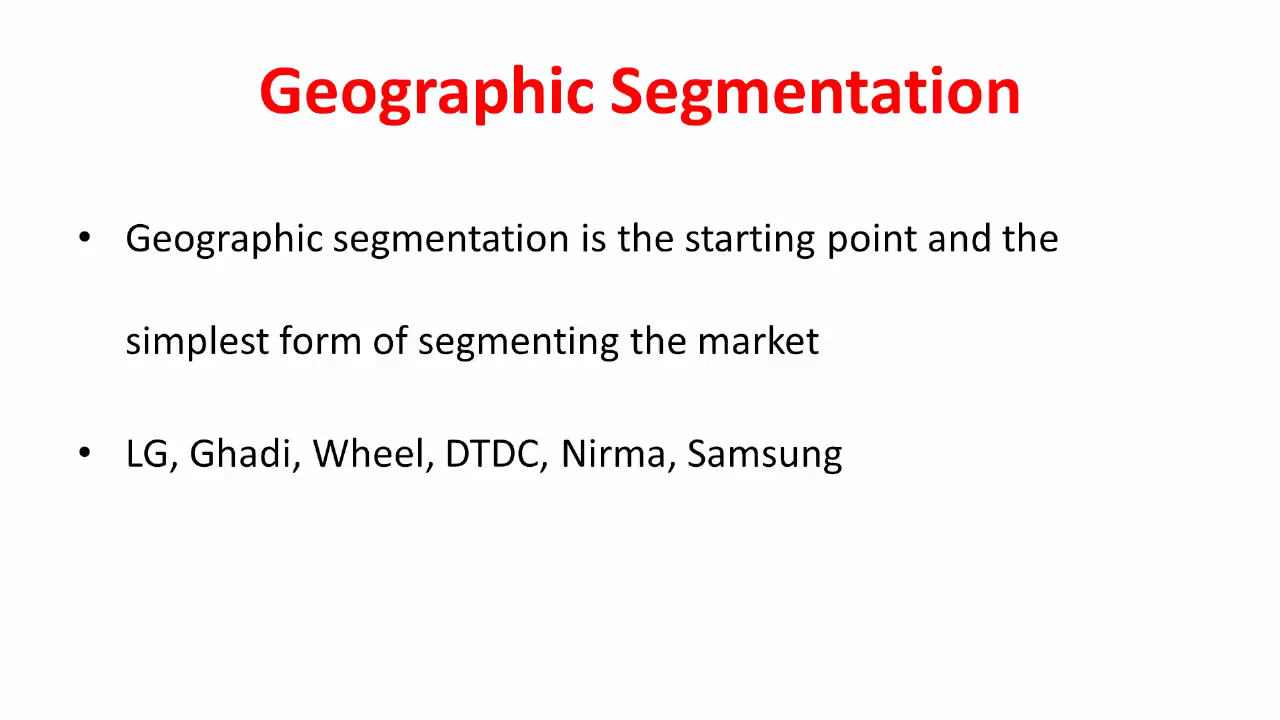 Geographic Segmentation
• Geographic segmentation is the starting point and the
simplest form of segmenting the market
• LG, Ghadi, Wheel, DTDC, Nirma, Samsung